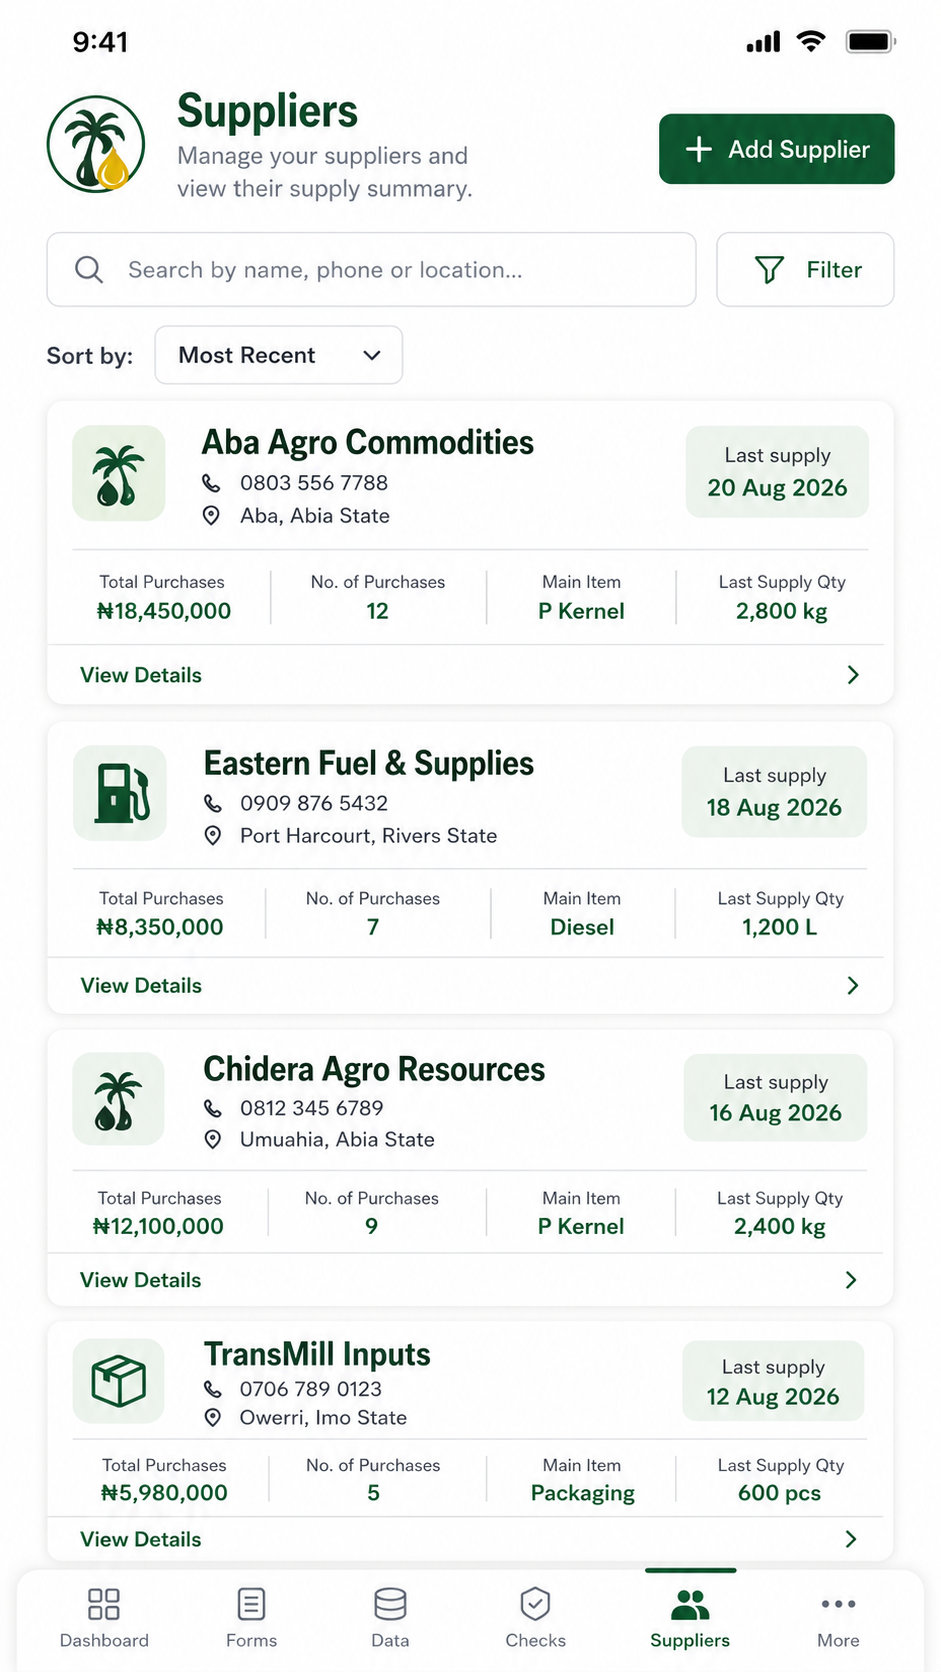 9:41
Suppliers
Manage your suppliers and
view their supply summary.
Add Supplier
Search by name, phone or location...
Filter
Sort by:
Most Recent
Aba Agro Commodities
0803 556 7788
Aba, Abia State
Last supply
20 Aug 2026
Total Purchases
₦18,450,000
No. of Purchases
12
Main Item
P Kernel
Last Supply Qty
2,800 kg
View Details
Eastern Fuel & Supplies
0909 876 5432
Port Harcourt, Rivers State
Last supply
18 Aug 2026
Total Purchases
₦8,350,000
No. of Purchases
7
Main Item
Diesel
Last Supply Qty
1,200 L
View Details
Chidera Agro Resources
0812 345 6789
Umuahia, Abia State
Last supply
16 Aug 2026
Total Purchases
₦12,100,000
No. of Purchases
9
Main Item
P Kernel
Last Supply Qty
2,400 kg
View Details
TransMill Inputs
0706 789 0123
Owerri, Imo State
Last supply
12 Aug 2026
Total Purchases
₦5,980,000
No. of Purchases
5
Main Item
Packaging
Last Supply Qty
600 pcs
View Details
Dashboard
Forms
Data
Checks
Suppliers
More